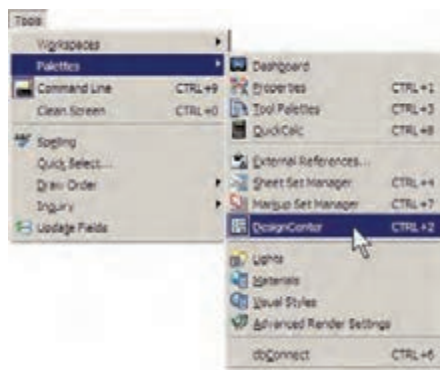 Tools
Workspaces
Palettes
Command Line CTRL+9
Clean Screen CTRL+0
Spelling
Quick Select...
Draw Order
Inquiry
Update Fields
Dashboard
Properties CTRL+1
Tool Palettes CTRL+3
QuickCalc CTRL+8
External References...
Sheet Set Manager CTRL+4
Markup Set Manager CTRL+7
DesignCenter CTRL+2
Lights
Materials
Visual Styles
Advanced Render Settings
dbConnect CTRL+6